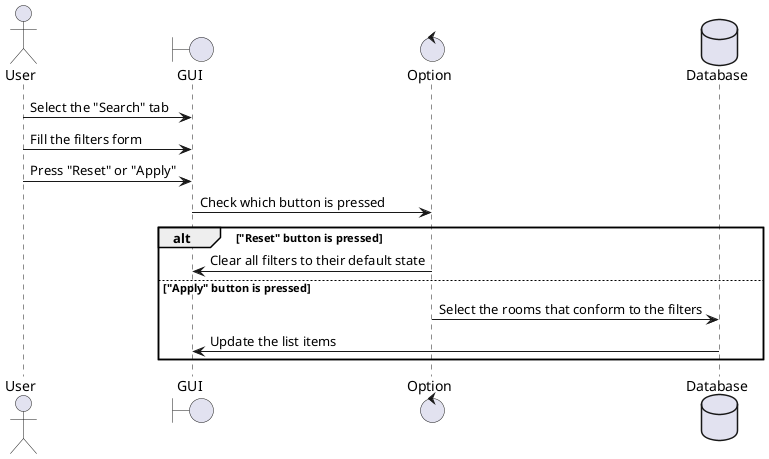 User
GUI
Option
Database
Select the "Search" tab
Fill the filters form
Press "Reset" or "Apply"
Check which button is pressed
alt ["Reset" button is pressed]
Clear all filters to their default state
["Apply" button is pressed]
Select the rooms that conform to the filters
Update the list items
User
GUI
Option
Database